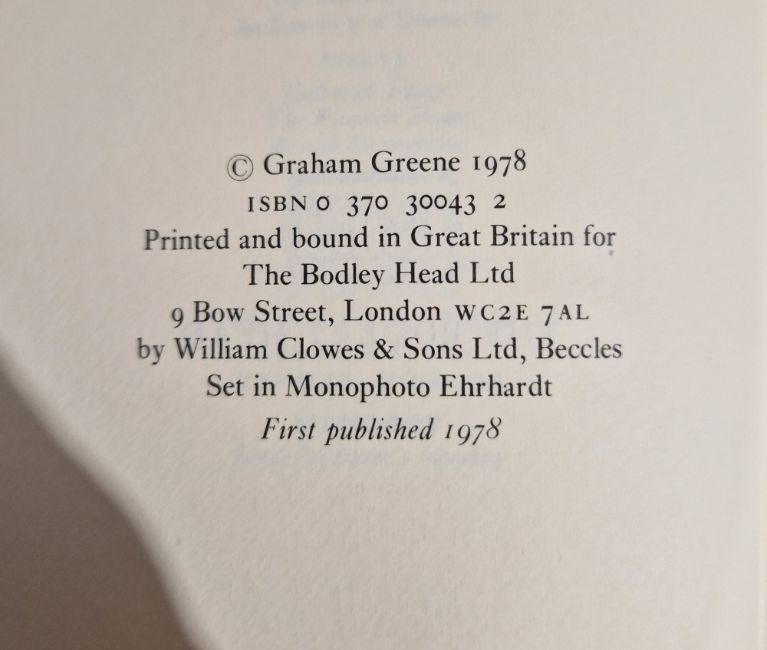 © Graham Greene 1978
ISBN 0 370 30043 2
Printed and bound in Great Britain for
The Bodley Head Ltd
9 Bow Street, London WC2E 7AL
by William Clowes & Sons Ltd, Beccles
Set in Monophoto Ehrhardt
First published 1978